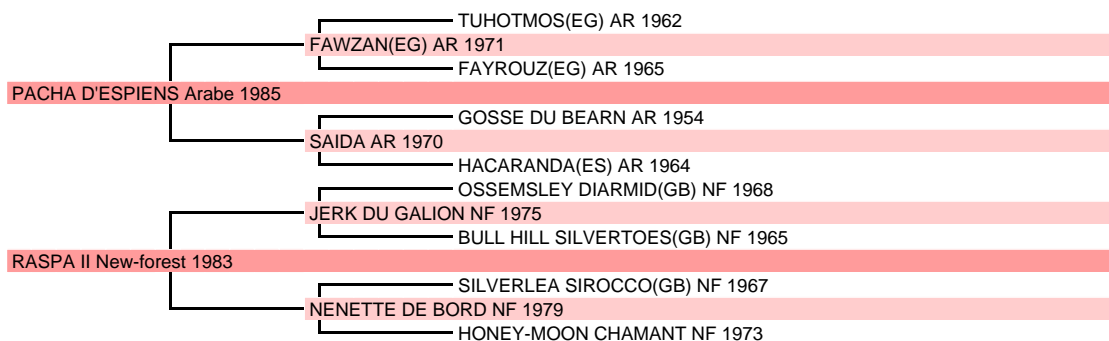 TUHOTMOS(EG) AR 1962
FAWZAN(EG) AR 1971
FAYROUZ(EG) AR 1965
PACHA D'ESPIENS Arabe 1985
GOSSE DU BEARN AR 1954
SAIDA AR 1970
HACARANDA(ES) AR 1964
OSSEMSLEY DIARMID(GB) NF 1968
JERK DU GALION NF 1975
BULL HILL SILVERTOES(GB) NF 1965
RASPA II New-forest 1983
SILVERLEA SIROCCO(GB) NF 1967
NENETTE DE BORD NF 1979
HONEY-MOON CHAMANT NF 1973